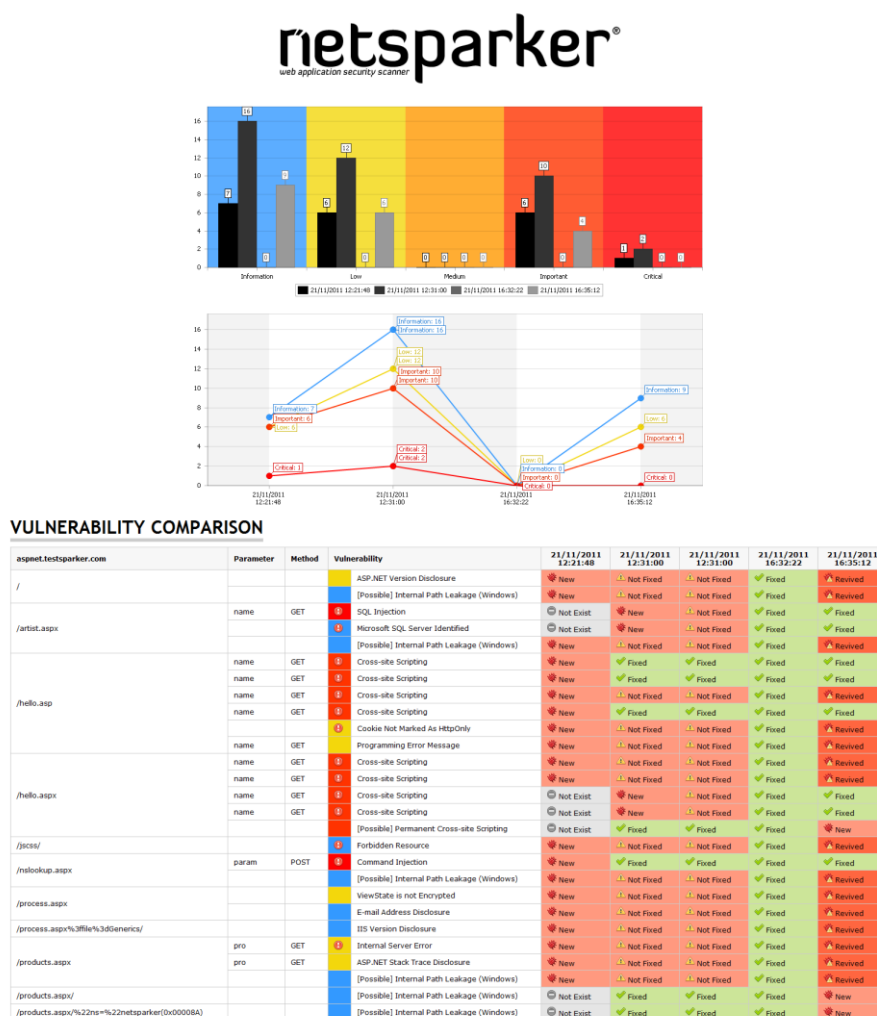 netsparker®
web application security scanner
16
14
12
10
8
6
4
2
0
7
16
0
9
6
12
0
6
0
0
0
0
6
10
0
4
1
2
0
0
Information
Low
Medium
Important
Critical
21/11/2011 12:21:48
21/11/2011 12:31:00
21/11/2011 16:32:22
21/11/2011 16:35:12
16
14
12
10
8
6
4
2
0
Information: 7
Important: 6
Low: 6
Critical: 1
Information: 16
Information: 16
Low: 12
Low: 12
Important: 10
Important: 10
Critical: 2
Critical: 2
Low: 0
Information: 0
Important: 0
Critical: 0
Information: 9
Low: 6
Important: 4
Critical: 0
21/11/2011 12:21:48
21/11/2011 12:31:00
21/11/2011 16:32:22
21/11/2011 16:35:12
VULNERABILITY COMPARISON
aspnet.testsparker.com Parameter Method Vulnerability 21/11/2011 12:21:48 21/11/2011 12:31:00 21/11/2011 12:31:00 21/11/2011 16:32:22 21/11/2011 16:35:12
/ ASP.NET Version Disclosure New Not Fixed Not Fixed Fixed Revived
[Possible] Internal Path Leakage (Windows) New Not Fixed Not Fixed Fixed Revived
/artist.aspx name GET SQL Injection Not Exist New Not Fixed Fixed Fixed
Microsoft SQL Server Identified Not Exist New Not Fixed Fixed Fixed
[Possible] Internal Path Leakage (Windows) New Not Fixed Not Fixed Fixed Revived
/hello.asp name GET Cross-site Scripting New Fixed Fixed Fixed Fixed
name GET Cross-site Scripting New Fixed Fixed Fixed Fixed
name GET Cross-site Scripting New Not Fixed Not Fixed Fixed Revived
name GET Cross-site Scripting New Fixed Fixed Fixed Fixed
Cookie Not Marked As HttpOnly New Not Fixed Not Fixed Fixed Revived
name GET Programming Error Message New Not Fixed Not Fixed Fixed Revived
/hello.aspx name GET Cross-site Scripting New Not Fixed Not Fixed Fixed Revived
name GET Cross-site Scripting New Not Fixed Not Fixed Fixed Revived
name GET Cross-site Scripting Not Exist New Not Fixed Fixed Fixed
name GET Cross-site Scripting Not Exist New Not Fixed Fixed Fixed
[Possible] Permanent Cross-site Scripting Not Exist Fixed Fixed Fixed New
/jscss/ Forbidden Resource New Not Fixed Not Fixed Fixed Revived
/nslookup.aspx param POST Command Injection New Fixed Fixed Fixed Fixed
[Possible] Internal Path Leakage (Windows) New Not Fixed Not Fixed Fixed Revived
/process.aspx ViewState is not Encrypted New Not Fixed Not Fixed Fixed Revived
E-mail Address Disclosure New Not Fixed Not Fixed Fixed Revived
/process.aspx%3ffile%3dGenerics/ IIS Version Disclosure New Not Fixed Not Fixed Fixed Revived
/products.aspx pro GET Internal Server Error New Not Fixed Not Fixed Fixed Revived
pro GET ASP.NET Stack Trace Disclosure New Not Fixed Not Fixed Fixed Revived
[Possible] Internal Path Leakage (Windows) New Not Fixed Not Fixed Fixed Revived
/products.aspx/ [Possible] Internal Path Leakage (Windows) Not Exist Fixed Fixed Fixed New
/products.aspx/%22ns=%22netsparker(0x00008A) [Possible] Internal Path Leakage (Windows) Not Exist Fixed Fixed Fixed New